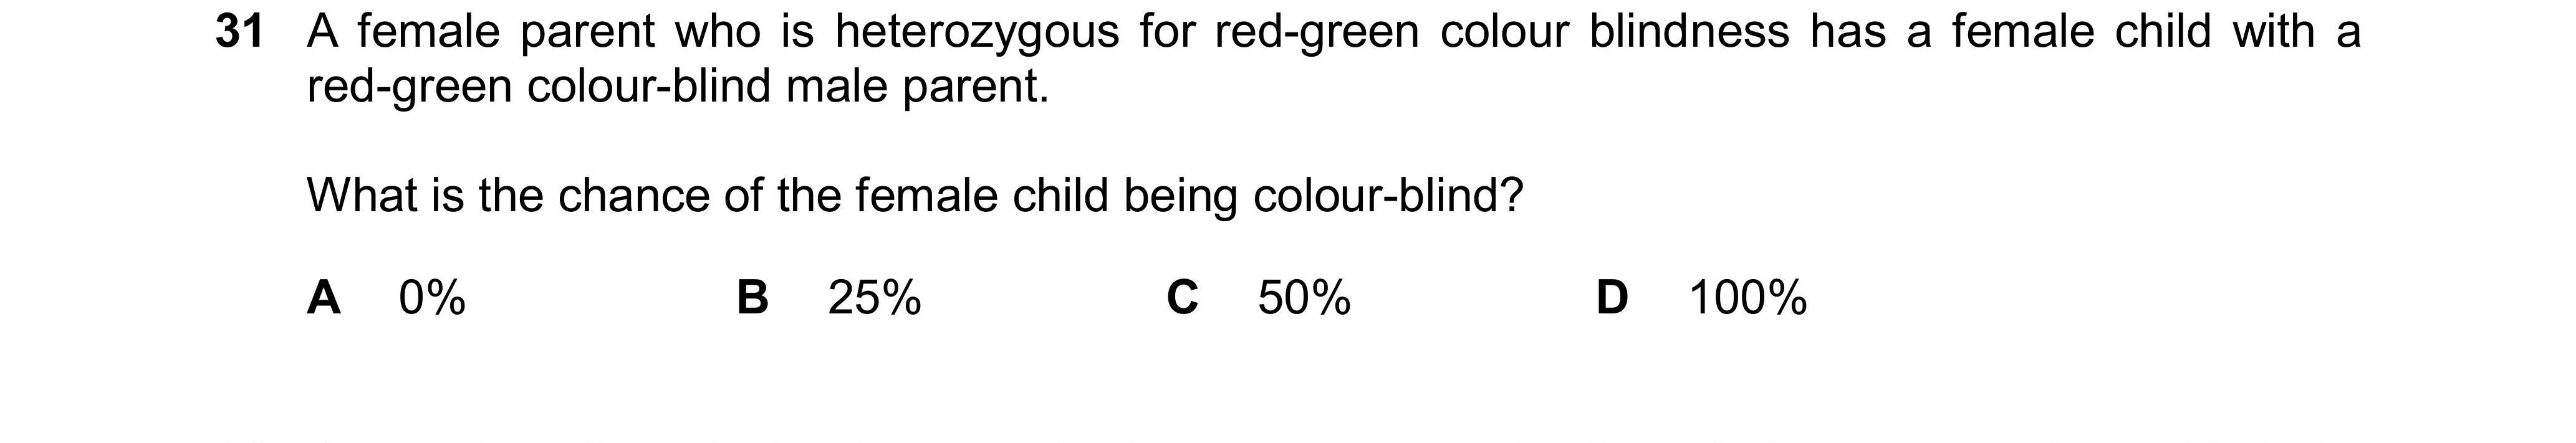 31 A female parent who is heterozygous for red-green colour blindness has a female child with a
red-green colour-blind male parent.
What is the chance of the female child being colour-blind?
A 0% B 25% C 50% D 100%